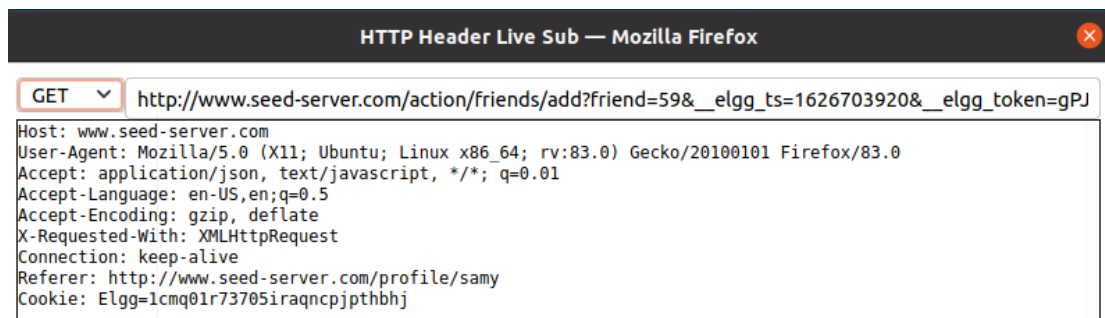 HTTP Header Live Sub — Mozilla Firefox
GET http://www.seed-server.com/action/friends/add?friend=59&__elgg_ts=1626703920&__elgg_token=gPJ
Host: www.seed-server.com
User-Agent: Mozilla/5.0 (X11; Ubuntu; Linux x86_64; rv:83.0) Gecko/20100101 Firefox/83.0
Accept: application/json, text/javascript, */*; q=0.01
Accept-Language: en-US,en;q=0.5
Accept-Encoding: gzip, deflate
X-Requested-With: XMLHttpRequest
Connection: keep-alive
Referer: http://www.seed-server.com/profile/samy
Cookie: Elgg=1cmq01r73705iraqncpjpthbhj